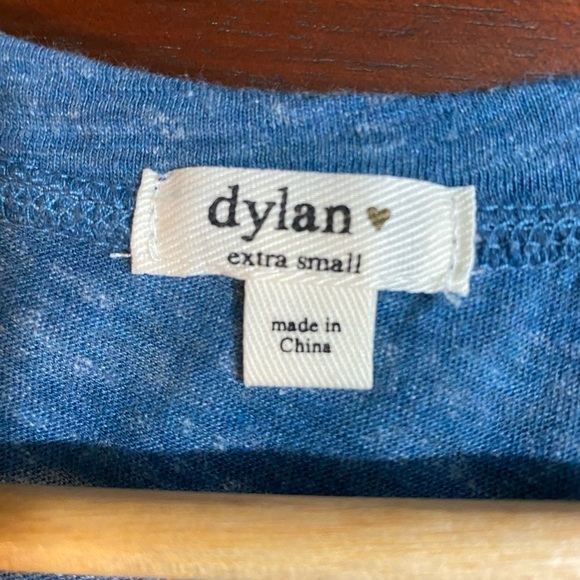 dylan
extra small
made in
China